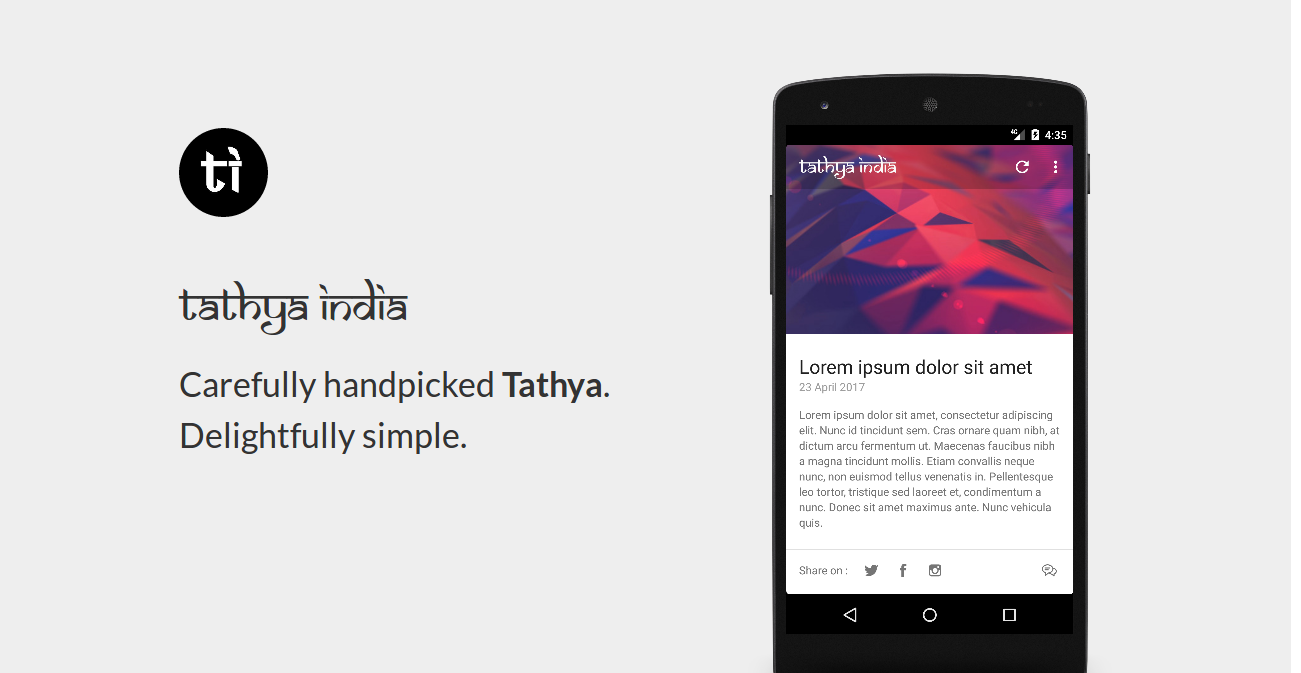 ti
tathya india
Carefully handpicked Tathya.
Delightfully simple.
4G 4:35
tathya india
Lorem ipsum dolor sit amet
23 April 2017
Lorem ipsum dolor sit amet, consectetur adipiscing
elit. Nunc id tincidunt sem. Cras ornare quam nibh, at
dictum arcu fermentum ut. Maecenas faucibus nibh
a magna tincidunt mollis. Etiam convallis neque
nunc, non euismod tellus venenatis in. Pellentesque
leo tortor, tristique sed laoreet et, condimentum a
nunc. Donec sit amet maximus ante. Nunc vehicula
quis.
Share on :